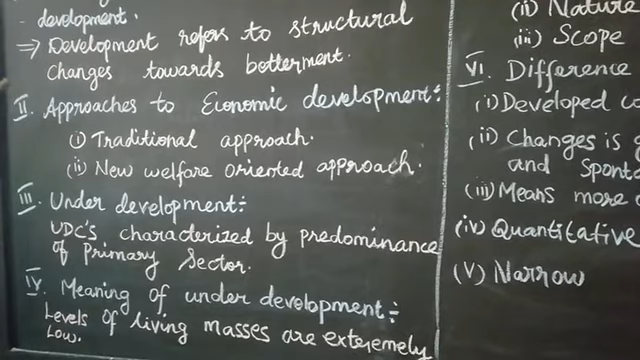 development.
⇒ Development refers to structural
changes towards betterment.
II. Approaches to Economic development:
(i) Traditional approach.
(ii) New welfare oriented approach.
III. Under development:
UDC's characterized by predominance
of Primary Sector.
IV. Meaning of under development:
Levels of living masses are exteremely
Low.
(ii) Nature
(iii) Scope
VI. Difference
(i) Developed
(ii) Changes is
and
(iii) Means more
(iv) Quantitative
(V) Narrow